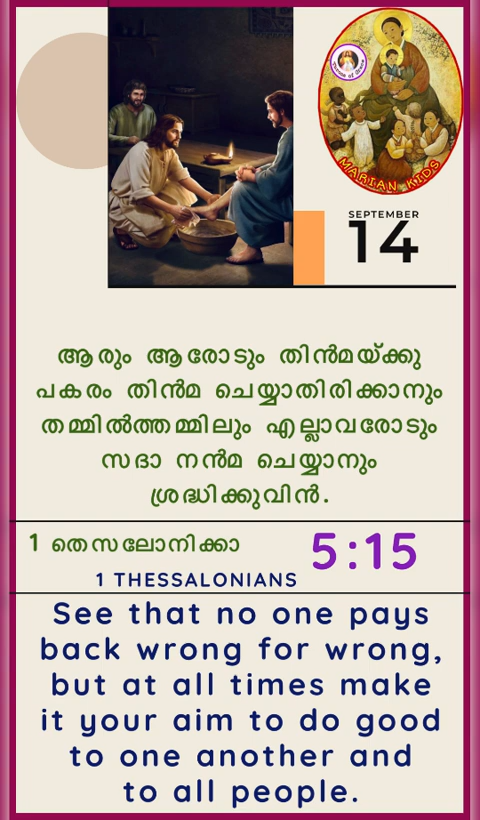 MARIAN KIDS
SEPTEMBER
14
ആരും ആരോടും തിൻമയ്ക്കു
പകരം തിൻമ ചെയ്യാതിരിക്കാനും
തമ്മിൽത്തമ്മിലും എല്ലാവരോടും
സദാ നൻമ ചെയ്യാനും
ശ്രദ്ധിക്കുവിൻ.
1 തെസലോനിക്കാ
5:15
1 THESSALONIANS
See that no one pays
back wrong for wrong,
but at all times make
it your aim to do good
to one another and
to all people.